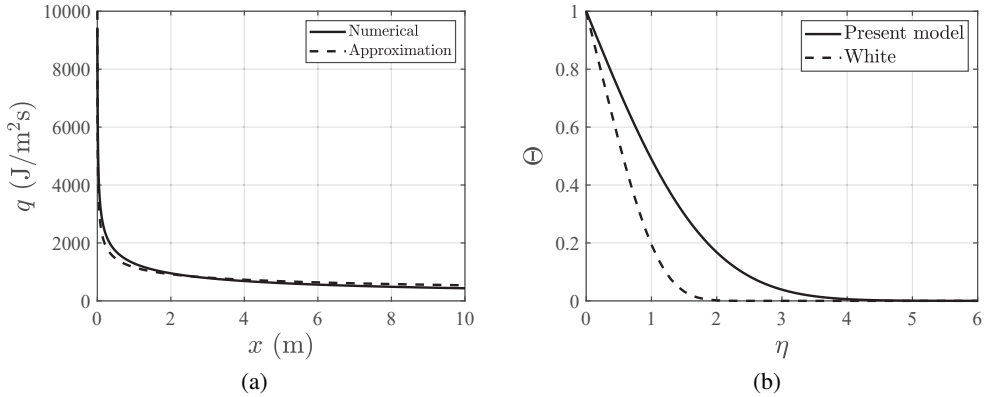 10000
8000
6000
4000
2000
0
q (J/m²s)
Numerical
Approximation
0 2 4 6 8 10
x (m)
(a)
1
0.8
0.6
0.4
0.2
0
Θ
Present model
White
0 1 2 3 4 5 6
η
(b)